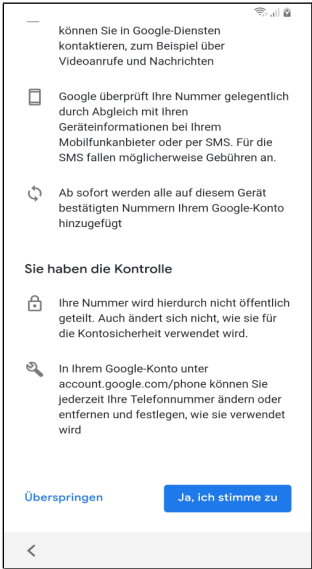 können Sie in Google-Diensten
kontaktieren, zum Beispiel über
Videoanrufe und Nachrichten
Google überprüft Ihre Nummer gelegentlich
durch Abgleich mit Ihren
Geräteinformationen bei Ihrem
Mobilfunkanbieter oder per SMS. Für die
SMS fallen möglicherweise Gebühren an.
Ab sofort werden alle auf diesem Gerät
bestätigten Nummern Ihrem Google-Konto
hinzugefügt
Sie haben die Kontrolle
Ihre Nummer wird hierdurch nicht öffentlich
geteilt. Auch ändert sich nicht, wie sie für
die Kontosicherheit verwendet wird.
In Ihrem Google-Konto unter
account.google.com/phone können Sie
jederzeit Ihre Telefonnummer ändern oder
entfernen und festlegen, wie sie verwendet
wird
Überspringen
Ja, ich stimme zu